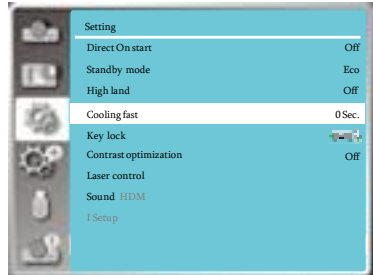 Setting
Direct On start Off
Standby mode Eco
High land Off
Cooling fast 0 Sec.
Key lock
Contrast optimization Off
Laser control
Sound HDM
I Setup